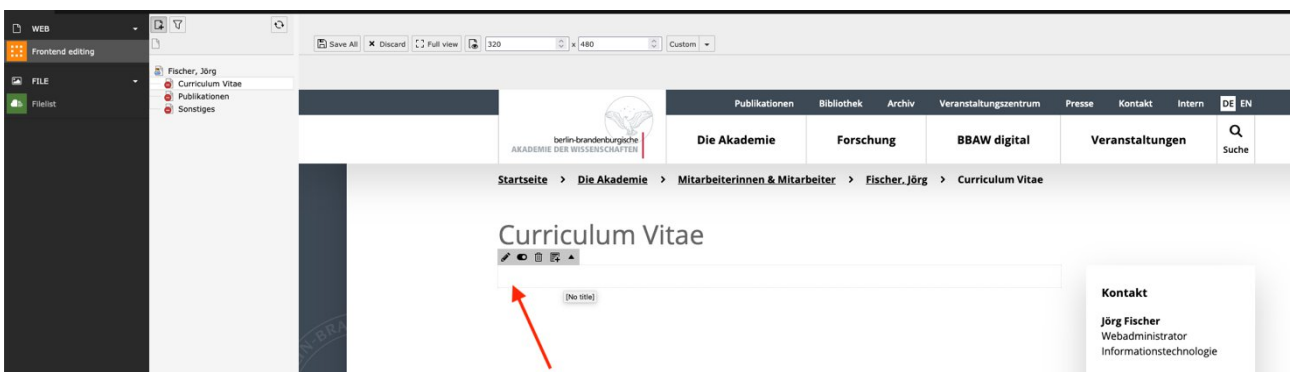 WEB
Frontend editing
FILE
Filelist
Fischer, Jörg
Curriculum Vitae
Publikationen
Sonstiges
Save All Discard Full view 320 x 480 Custom
Publikationen Bibliothek Archiv Veranstaltungszentrum Presse Kontakt Intern DE EN
berlin-brandenburgische
AKADEMIE DER WISSENSCHAFTEN
Die Akademie Forschung BBAW digital Veranstaltungen
Suche
Startseite > Die Akademie > Mitarbeiterinnen & Mitarbeiter > Fischer, Jörg > Curriculum Vitae
Curriculum Vitae
[No title]
Kontakt
Jörg Fischer
Webadministrator
Informationstechnologie